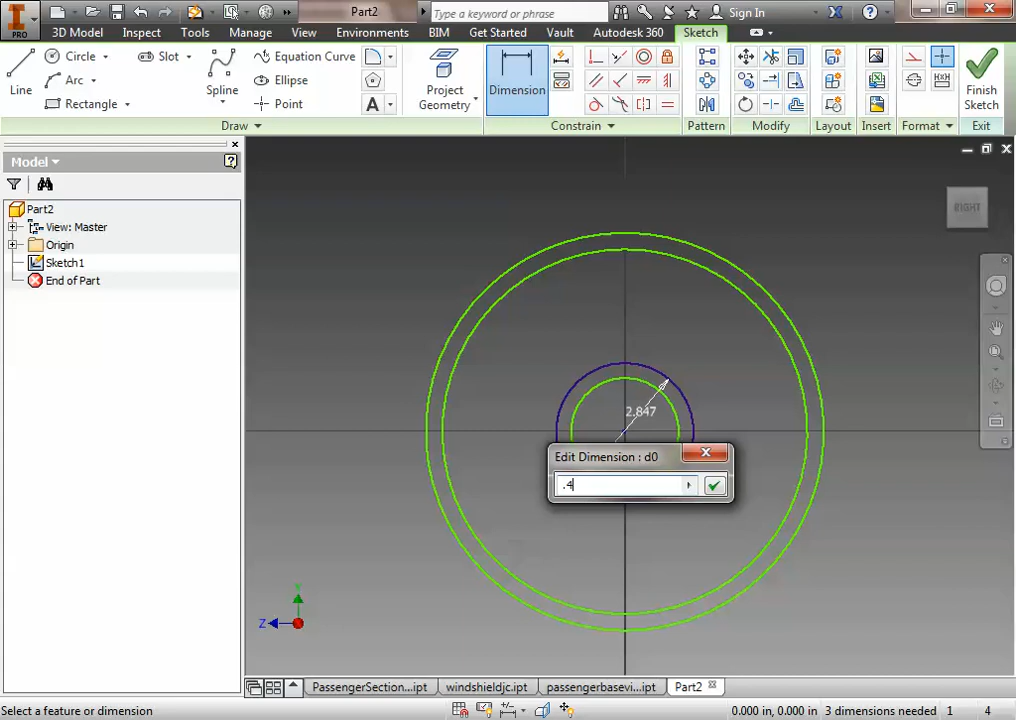 Part2
Type a keyword or phrase
Sign In
PRO
3D Model
Inspect
Tools
Manage
View
Environments
BIM
Get Started
Vault
Autodesk 360
Sketch
Line
Circle
Arc
Rectangle
Slot
Spline
Equation Curve
Ellipse
Point
A
Project
Geometry
Dimension
Finish
Sketch
Draw
Constrain
Pattern
Modify
Layout
Insert
Format
Exit
Model
Part2
View: Master
Origin
Sketch1
End of Part
RIGHT
2.847
Edit Dimension : d0
.4
Y
Z
PassengerSection...ipt
windshieldjc.ipt
passengerbasevi...ipt
Part2
Select a feature or dimension
0.000 in, 0.000 in
3 dimensions needed
1
4